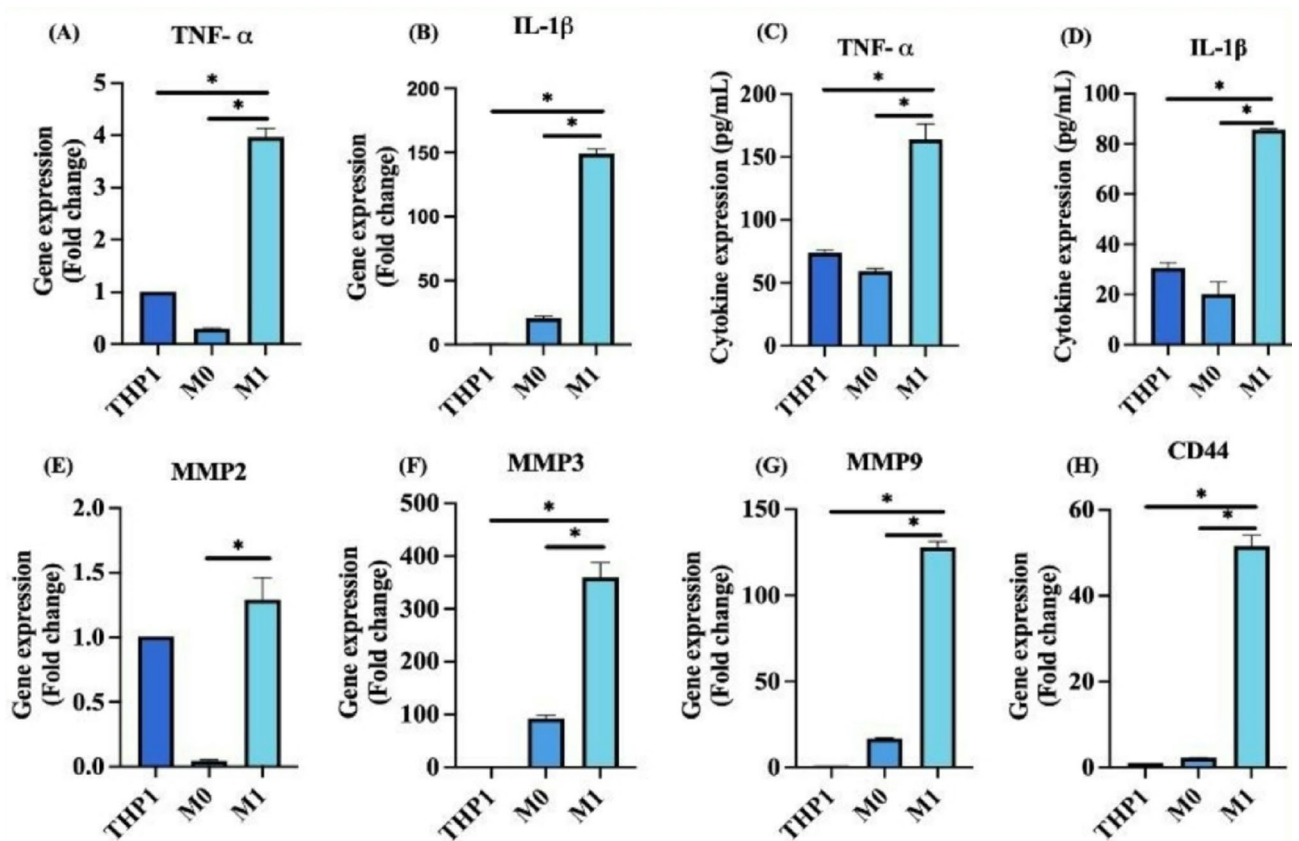 (A) TNF- α
Gene expression
(Fold change)
5
4
3
2
1
0
*
*
THP1 M0 M1
(B) IL-1β
Gene expression
(Fold change)
200
150
100
50
0
*
*
THP1 M0 M1
(C) TNF- α
Cytokine expression (pg/mL)
200
150
100
50
0
*
*
THP1 M0 M1
(D) IL-1β
Cytokine expression (pg/mL)
100
80
60
40
20
0
*
*
THP1 M0 M1
(E) MMP2
Gene expression
(Fold change)
2.0
1.5
1.0
0.5
0.0
*
THP1 M0 M1
(F) MMP3
Gene expression
(Fold change)
500
400
300
200
100
0
*
*
THP1 M0 M1
(G) MMP9
Gene expression
(Fold change)
150
100
50
0
*
*
THP1 M0 M1
(H) CD44
Gene expression
(Fold change)
60
40
20
0
*
*
THP1 M0 M1